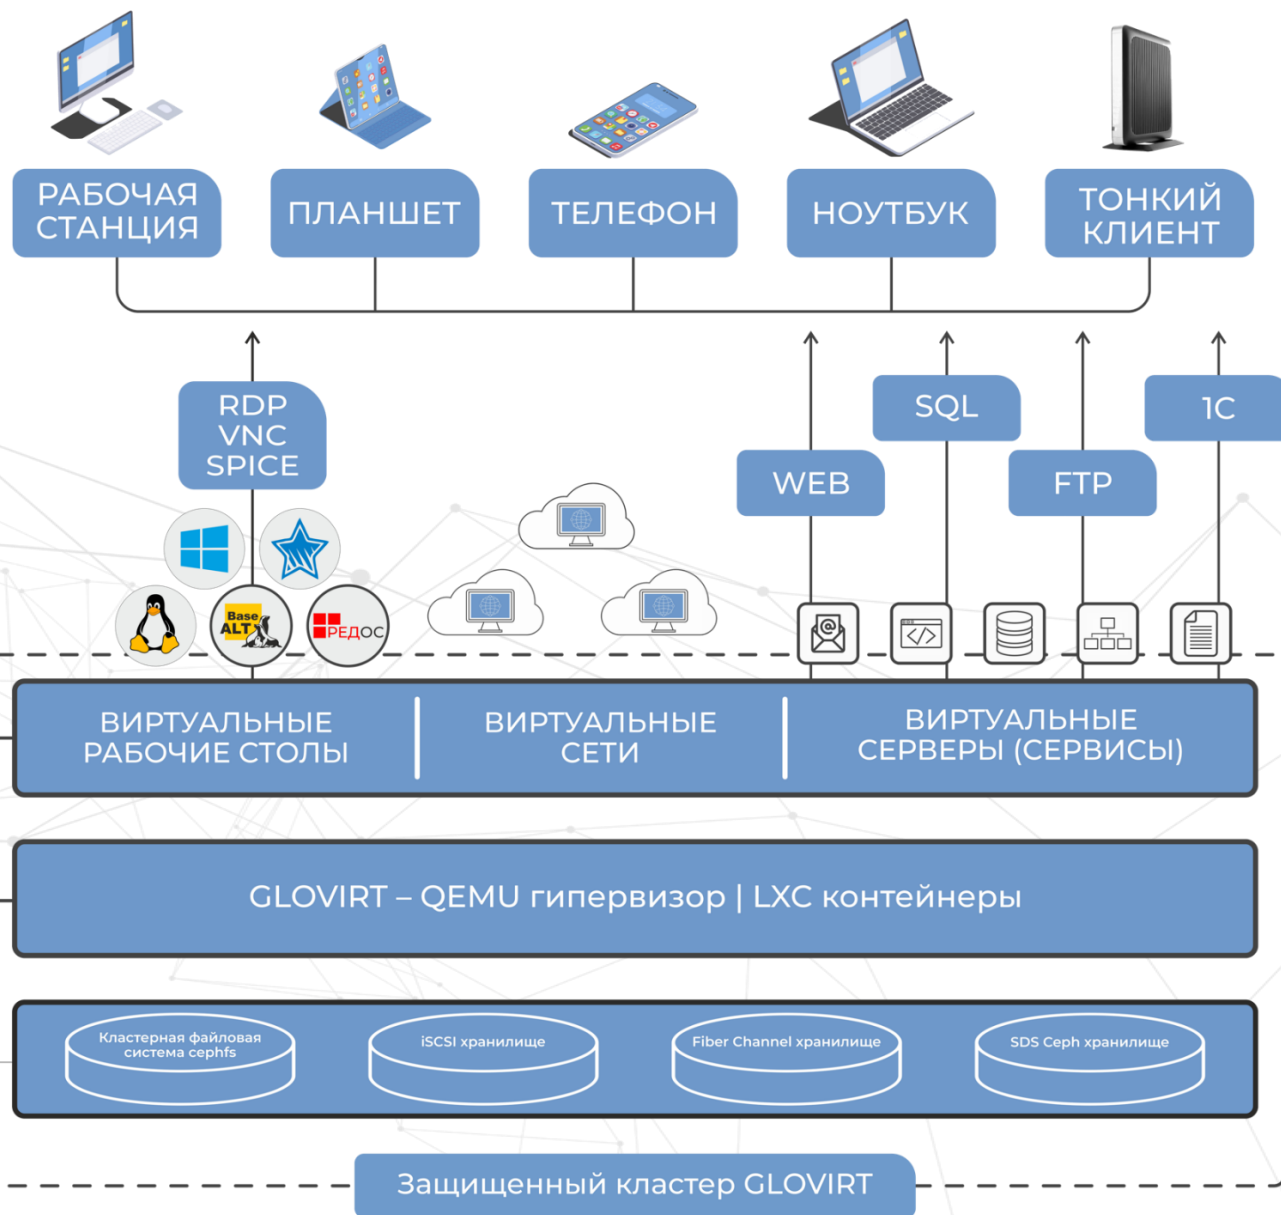 РАБОЧАЯ
СТАНЦИЯ
ПЛАНШЕТ
ТЕЛЕФОН
НОУТБУК
ТОНКИЙ
КЛИЕНТ
RDP
VNC
SPICE
WEB
SQL
FTP
1C
Base
ALT
РЕДОС
ВИРТУАЛЬНЫЕ
РАБОЧИЕ СТОЛЫ
ВИРТУАЛЬНЫЕ
СЕТИ
ВИРТУАЛЬНЫЕ
СЕРВЕРЫ (СЕРВИСЫ)
GLOVIRT – QEMU гипервизор | LXC контейнеры
Кластерная файловая
система cephfs
iSCSI хранилище
Fiber Channel хранилище
SDS Ceph хранилище
Защищенный кластер GLOVIRT